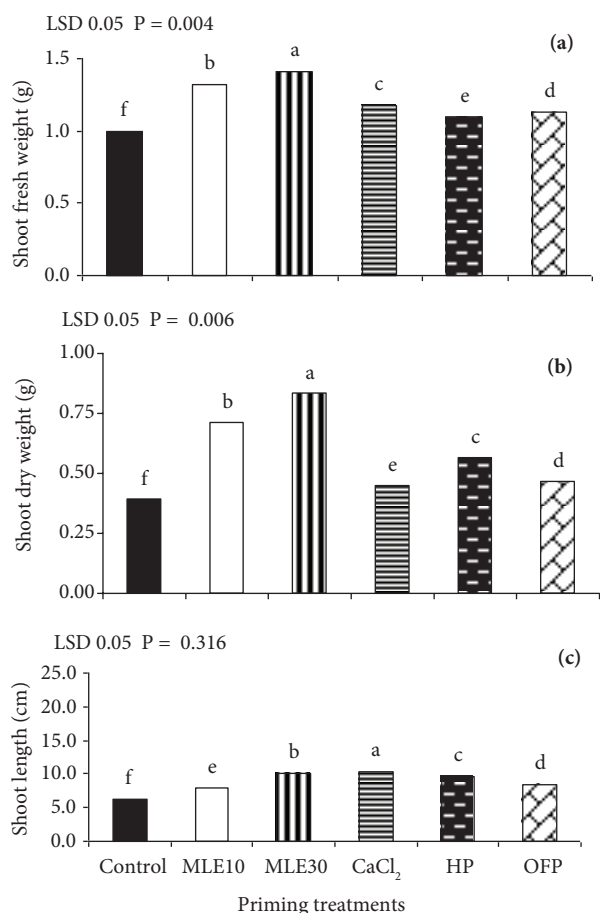 LSD 0.05 P = 0.004
(a)
Shoot fresh weight (g)
1.5
1.0
0.5
0.0
f
b
a
c
e
d
LSD 0.05 P = 0.006
(b)
Shoot dry weight (g)
1.00
0.75
0.50
0.25
0.00
f
b
a
e
c
d
LSD 0.05 P = 0.316
(c)
Shoot length (cm)
25.0
20.0
15.0
10.0
5.0
0.0
f
e
b
a
c
d
Control MLE10 MLE30 CaCl₂ HP OFP
Priming treatments